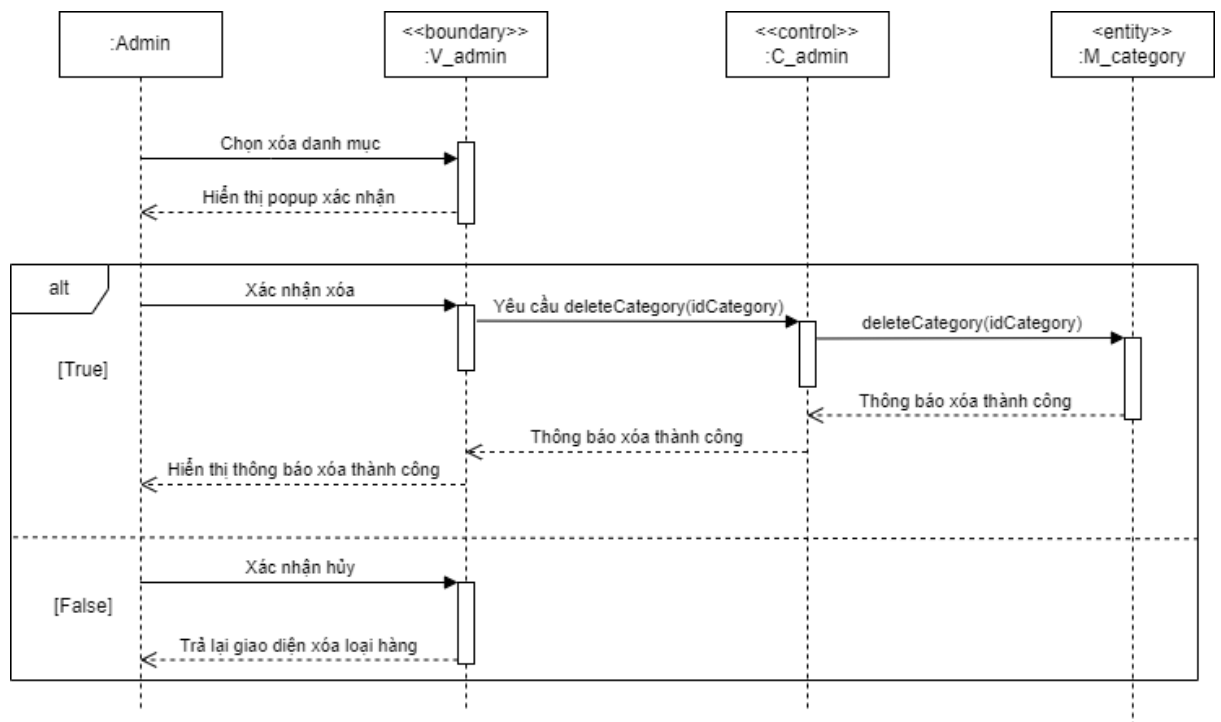 :Admin
<<boundary>>
:V_admin
<<control>>
:C_admin
<entity>>
:M_category
Chọn xóa danh mục
Hiển thị popup xác nhận
alt
Xác nhận xóa
Yêu cầu deleteCategory(idCategory)
deleteCategory(idCategory)
[True]
Thông báo xóa thành công
Thông báo xóa thành công
Hiển thị thông báo xóa thành công
Xác nhận hủy
[False]
Trả lại giao diện xóa loại hàng